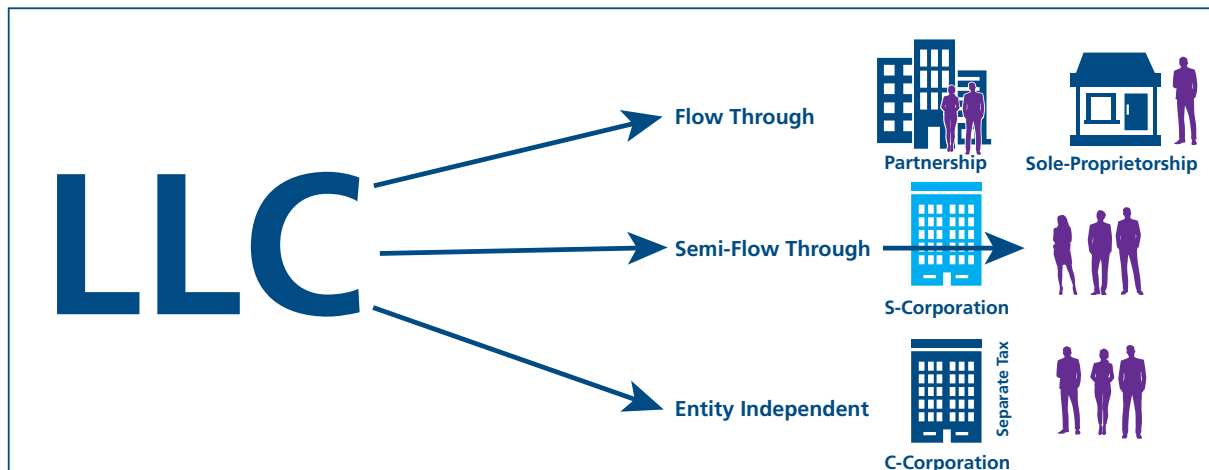 LLC
Flow Through
Partnership
Sole-Proprietorship
Semi-Flow Through
S-Corporation
Entity Independent
Separate Tax
C-Corporation